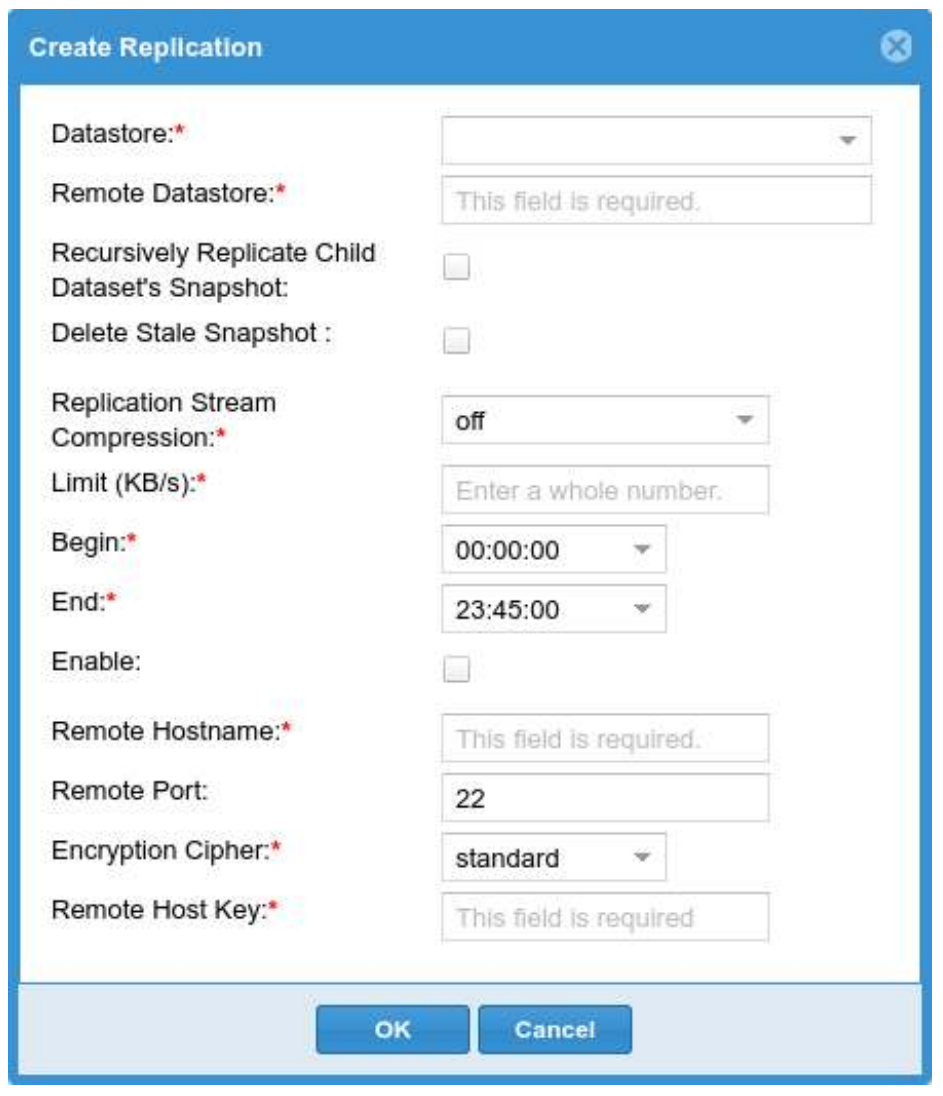 Create Replication
Datastore:*
Remote Datastore:* This field is required.
Recursively Replicate Child
Dataset's Snapshot:
Delete Stale Snapshot :
Replication Stream
Compression:* off
Limit (KB/s):* Enter a whole number.
Begin:* 00:00:00
End:* 23:45:00
Enable:
Remote Hostname:* This field is required.
Remote Port: 22
Encryption Cipher:* standard
Remote Host Key:* This field is required
OK Cancel